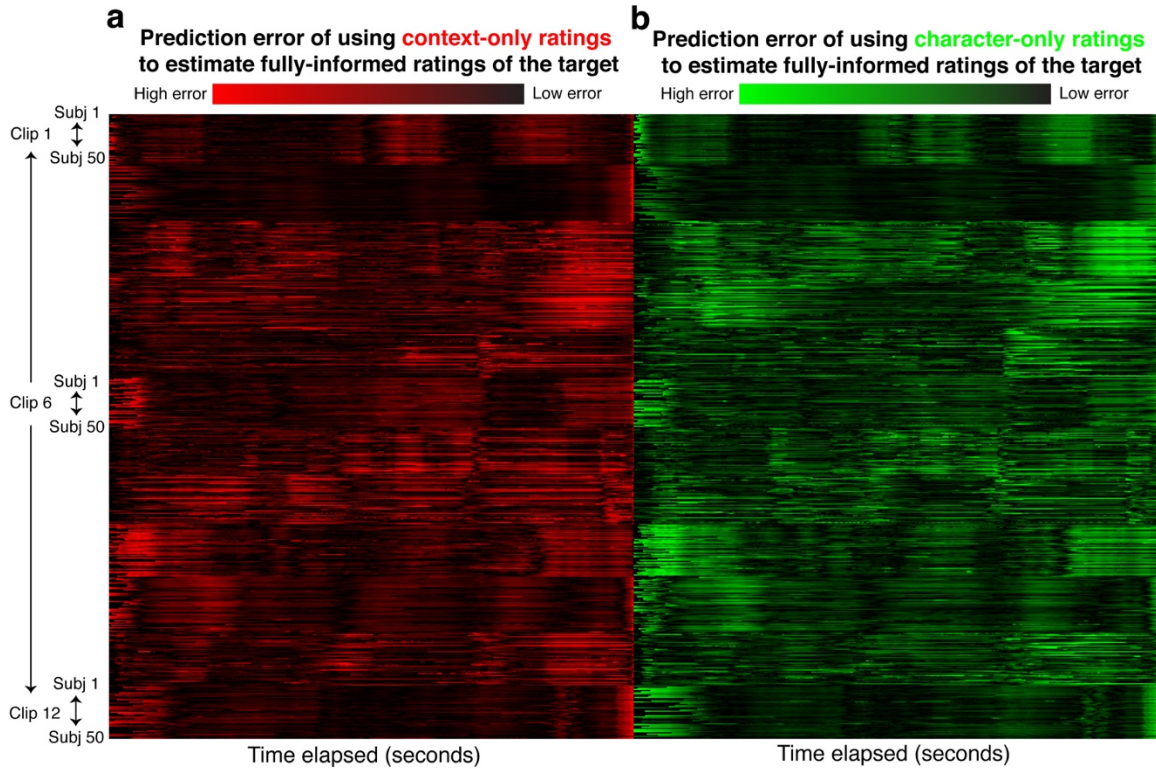 a
Prediction error of using context-only ratings
to estimate fully-informed ratings of the target
High error
Low error
b
Prediction error of using character-only ratings
to estimate fully-informed ratings of the target
High error
Low error
Subj 1
Clip 1
Subj 50
Subj 1
Clip 6
Subj 50
Subj 1
Clip 12
Subj 50
Time elapsed (seconds)
Time elapsed (seconds)